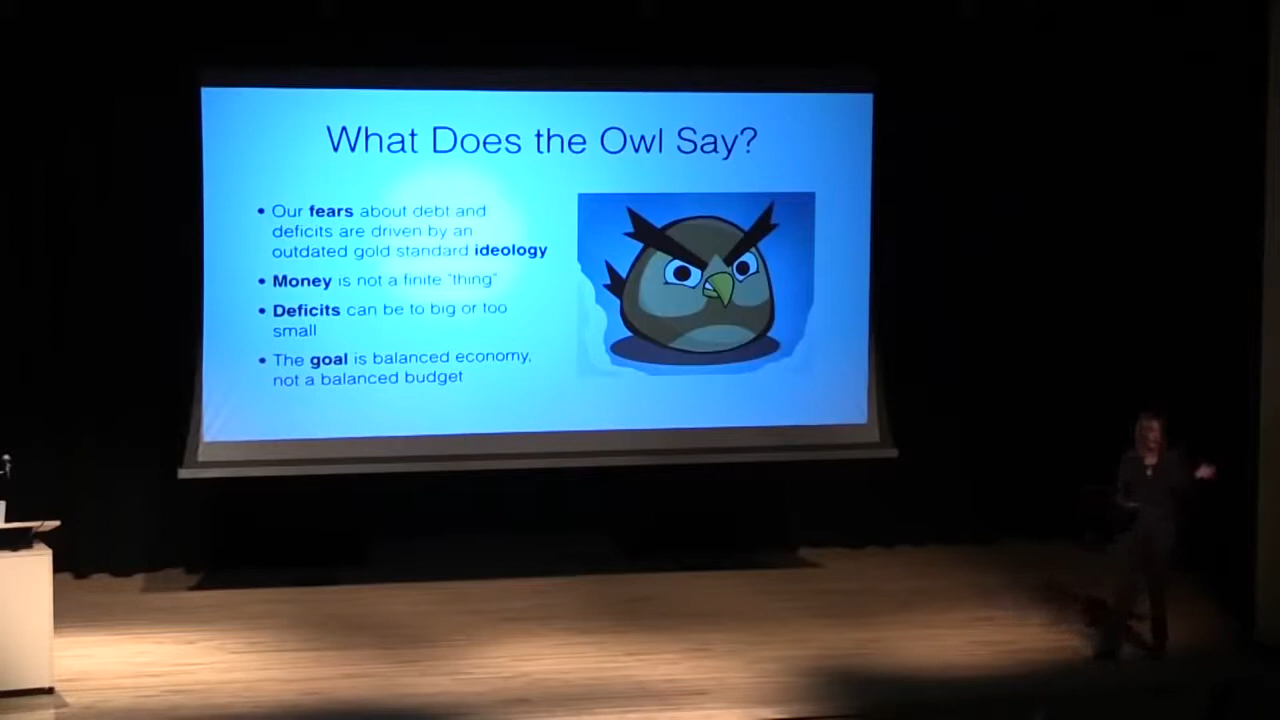 What Does the Owl Say?
• Our fears about debt and
deficits are driven by an
outdated gold standard ideology
• Money is not a finite "thing"
• Deficits can be to big or too
small
• The goal is balanced economy,
not a balanced budget